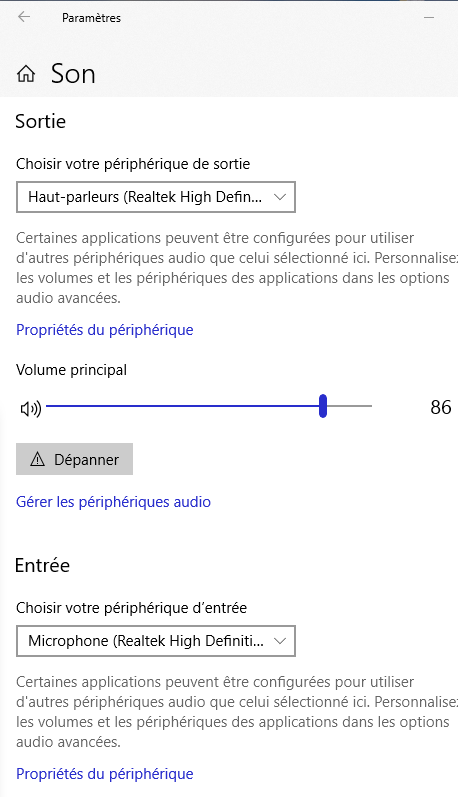 Paramètres
Son
Sortie
Choisir votre périphérique de sortie
Haut-parleurs (Realtek High Defin...
Certaines applications peuvent être configurées pour utiliser
d'autres périphériques audio que celui sélectionné ici. Personnalise
les volumes et les périphériques des applications dans les options
audio avancées.
Propriétés du périphérique
Volume principal
86
Dépanner
Gérer les périphériques audio
Entrée
Choisir votre périphérique d’entrée
Microphone (Realtek High Definiti...
Certaines applications peuvent être configurées pour utiliser
d'autres périphériques audio que celui sélectionné ici. Personnalise
les volumes et les périphériques des applications dans les options
audio avancées.
Propriétés du périphérique